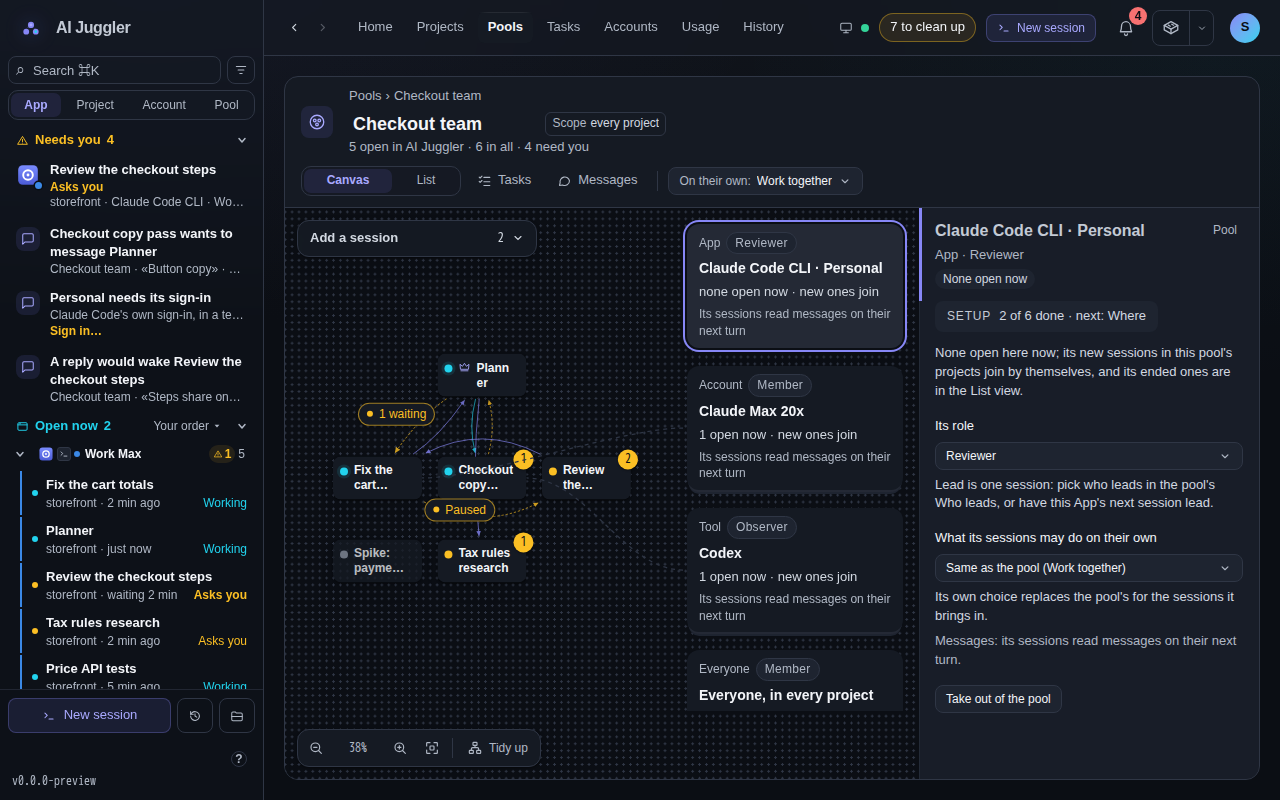 AI Juggler
Search ⌘K
App Project Account Pool
Needs you 4
Review the checkout steps
Asks you
storefront · Claude Code CLI · Wo…
Checkout copy pass wants to
message Planner
Checkout team · «Button copy» · …
Personal needs its sign-in
Claude Code's own sign-in, in a te…
Sign in…
A reply would wake Review the
checkout steps
Checkout team · «Steps share on…
Open now 2 Your order
Work Max 1 5
Fix the cart totals
storefront · 2 min ago Working
Planner
storefront · just now Working
Review the checkout steps
storefront · waiting 2 min Asks you
Tax rules research
storefront · 2 min ago Asks you
Price API tests
storefront · 5 min ago Working
New session
?
v0.0.0-preview
Home Projects Pools Tasks Accounts Usage History
7 to clean up
New session
4
S
Pools › Checkout team
Checkout team
Scope every project
5 open in AI Juggler · 6 in all · 4 need you
Canvas List Tasks Messages
On their own: Work together
Add a session 2
Plann
er
1 waiting
Fix the
cart…
Checkout
copy…
1
Review
the…
2
Paused
Spike:
payme…
Tax rules
research
1
App Reviewer
Claude Code CLI · Personal
none open now · new ones join
Its sessions read messages on their
next turn
Account Member
Claude Max 20x
1 open now · new ones join
Its sessions read messages on their
next turn
Tool Observer
Codex
1 open now · new ones join
Its sessions read messages on their
next turn
Everyone Member
Everyone, in every project
38%
Tidy up
Claude Code CLI · Personal Pool
App · Reviewer
None open now
SETUP 2 of 6 done · next: Where
None open here now; its new sessions in this pool's
projects join by themselves, and its ended ones are
in the List view.
Its role
Reviewer
Lead is one session: pick who leads in the pool's
Who leads, or have this App's next session lead.
What its sessions may do on their own
Same as the pool (Work together)
Its own choice replaces the pool's for the sessions it
brings in.
Messages: its sessions read messages on their next
turn.
Take out of the pool